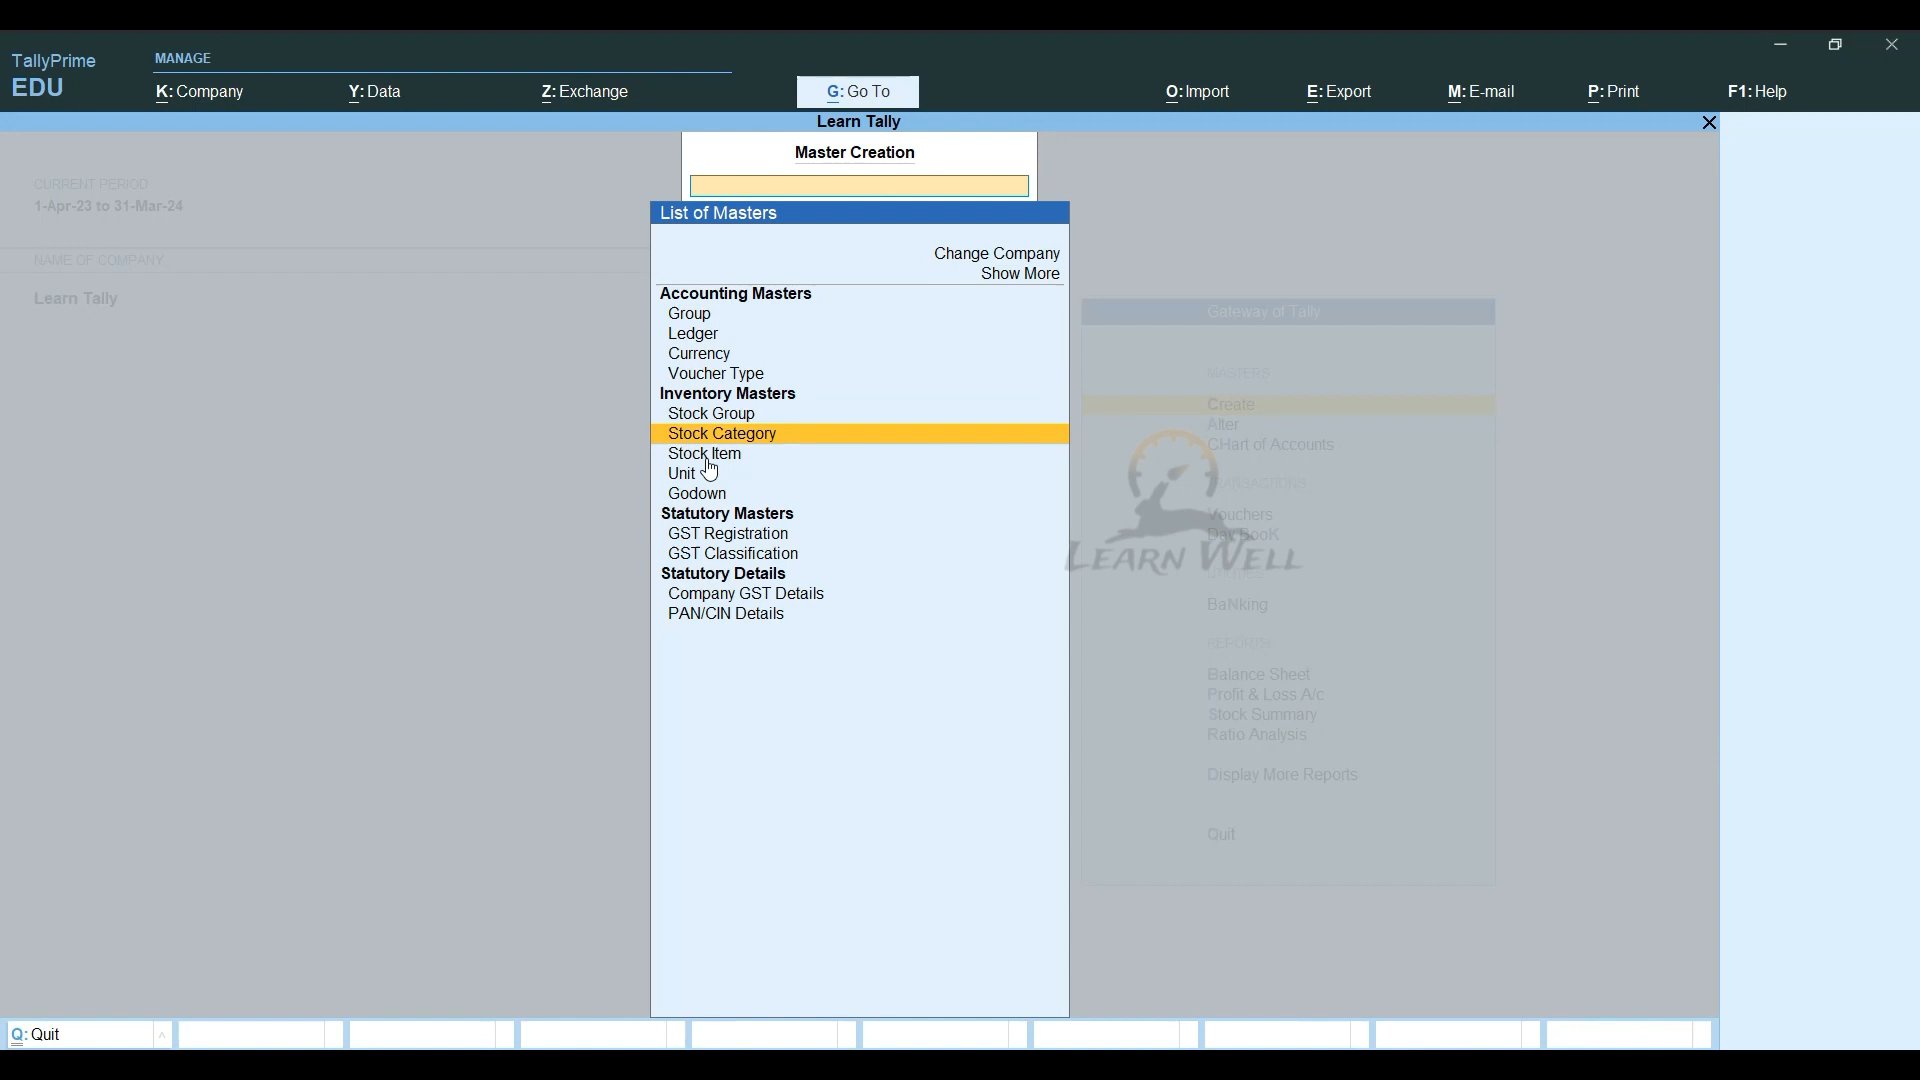 TallyPrime
EDU
MANAGE
K: Company
Y: Data
Z: Exchange
G: Go To
O: Import
E: Export
M: E-mail
P: Print
F1: Help
Learn Tally
Master Creation
CURRENT PERIOD
1-Apr-23 to 31-Mar-24
NAME OF COMPANY
Learn Tally
List of Masters
Change Company
Show More
Accounting Masters
Group
Ledger
Currency
Voucher Type
Inventory Masters
Stock Group
Stock Category
Stock Item
Unit
Godown
Statutory Masters
GST Registration
GST Classification
Statutory Details
Company GST Details
PAN/CIN Details
Gateway of Tally
MASTERS
Create
Alter
CHart of Accounts
TRANSACTIONS
Vouchers
Day BooK
LEARN WELL
UTILITIES
BaNking
REPORTS
Balance Sheet
Profit & Loss A/c
Stock Summary
Ratio Analysis
Display More Reports
Quit
Q: Quit